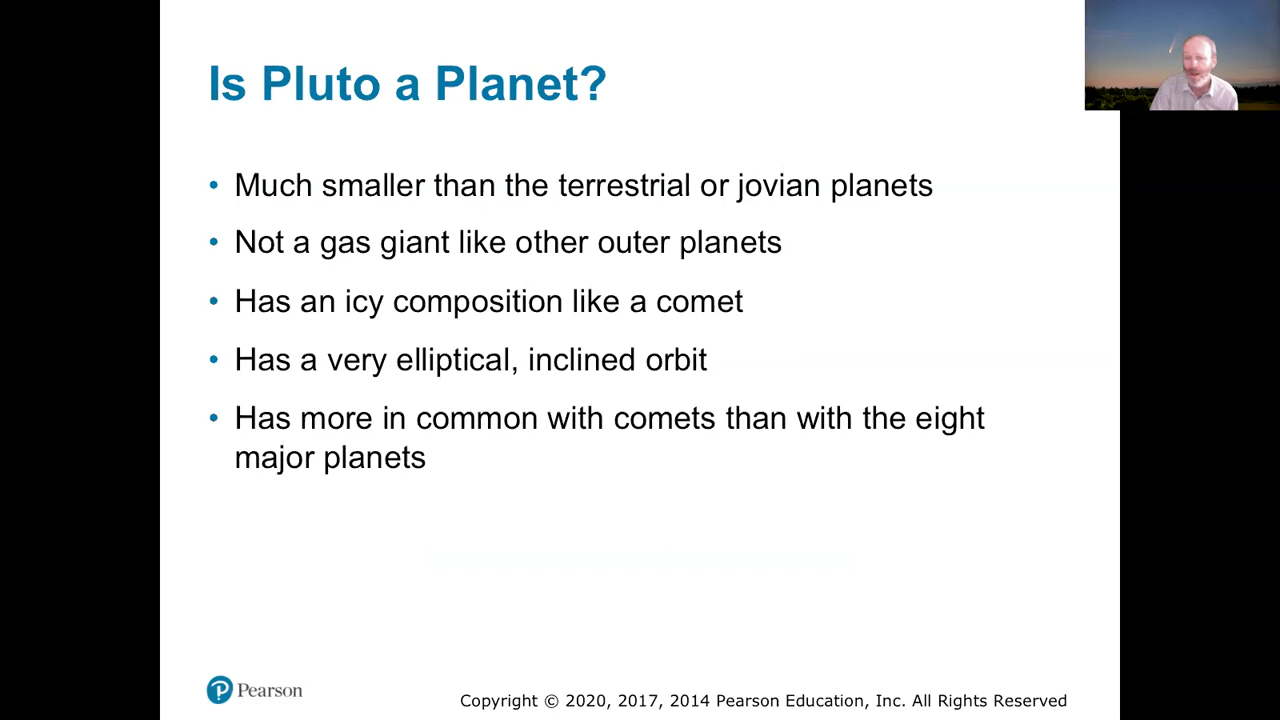 Is Pluto a Planet?
• Much smaller than the terrestrial or jovian planets
• Not a gas giant like other outer planets
• Has an icy composition like a comet
• Has a very elliptical, inclined orbit
• Has more in common with comets than with the eight
major planets
P Pearson
Copyright © 2020, 2017, 2014 Pearson Education, Inc. All Rights Reserved